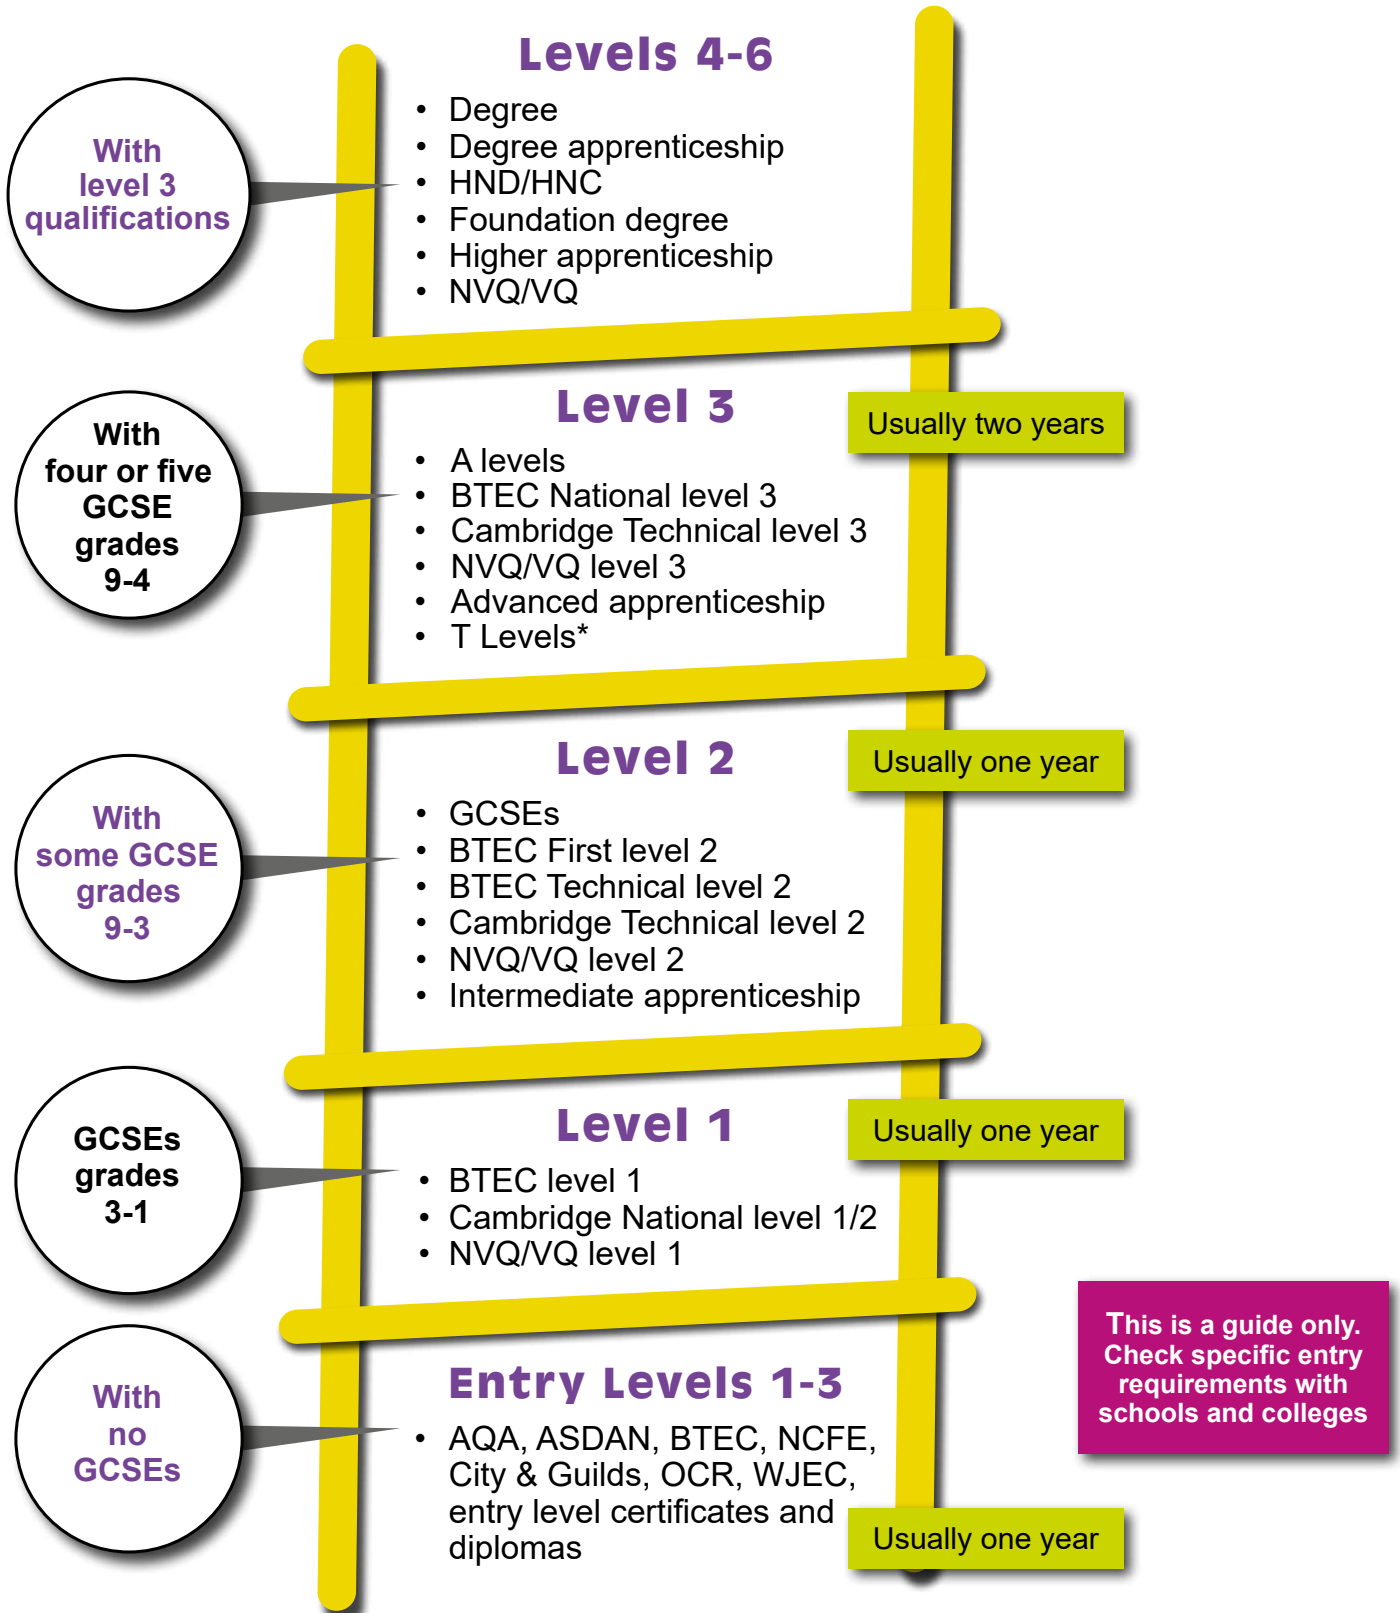 Levels 4-6
With
level 3
qualifications
• Degree
• Degree apprenticeship
• HND/HNC
• Foundation degree
• Higher apprenticeship
• NVQ/VQ
Level 3
Usually two years
With
four or five
GCSE
grades
9-4
• A levels
• BTEC National level 3
• Cambridge Technical level 3
• NVQ/VQ level 3
• Advanced apprenticeship
• T Levels*
Level 2
Usually one year
With
some GCSE
grades
9-3
• GCSEs
• BTEC First level 2
• BTEC Technical level 2
• Cambridge Technical level 2
• NVQ/VQ level 2
• Intermediate apprenticeship
Level 1
Usually one year
GCSEs
grades
3-1
• BTEC level 1
• Cambridge National level 1/2
• NVQ/VQ level 1
This is a guide only.
Check specific entry
requirements with
schools and colleges
Entry Levels 1-3
With
no
GCSEs
• AQA, ASDAN, BTEC, NCFE,
City & Guilds, OCR, WJEC,
entry level certificates and
diplomas
Usually one year